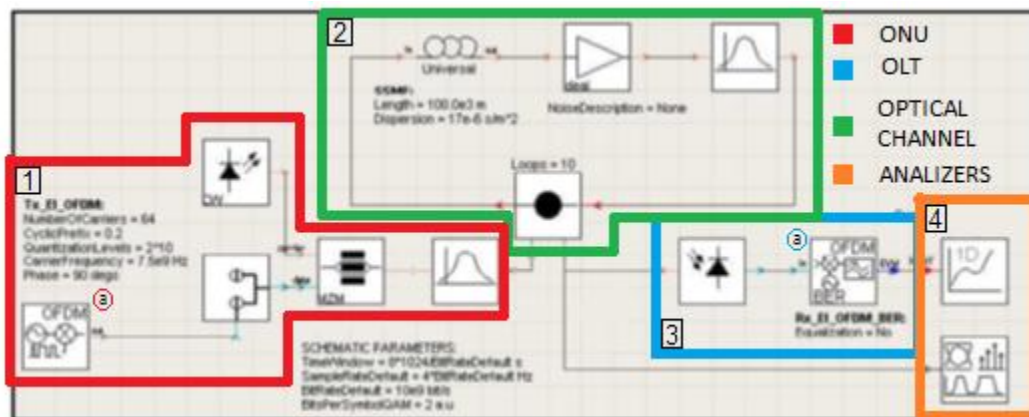 2
Universal
SSMF:
Length = 100.0e3 m
Dispersion = 17e-6 s/m^2
Ideal
NoiseDescription = None
Loops = 10
ONU
OLT
OPTICAL
CHANNEL
ANALIZERS
1
Tx_El_OFDM:
NumberOfCarriers = 64
CyclicPrefix = 0.2
QuantizationLevels = 2^10
CarrierFrequency = 7.5e9 Hz
Phase = 90 degs
CW
MZM
OFDM
a
SCHEMATIC PARAMETERS:
TimeWindow = 8*1024/BitRateDefault s
SampleRateDefault = 4*BitRateDefault Hz
BitRateDefault = 10e9 bit/s
BitsPerSymbolQAM = 2 a.u
a
OFDM
BER
Rx_El_OFDM_BER:
Equalization = No
3
4
1D